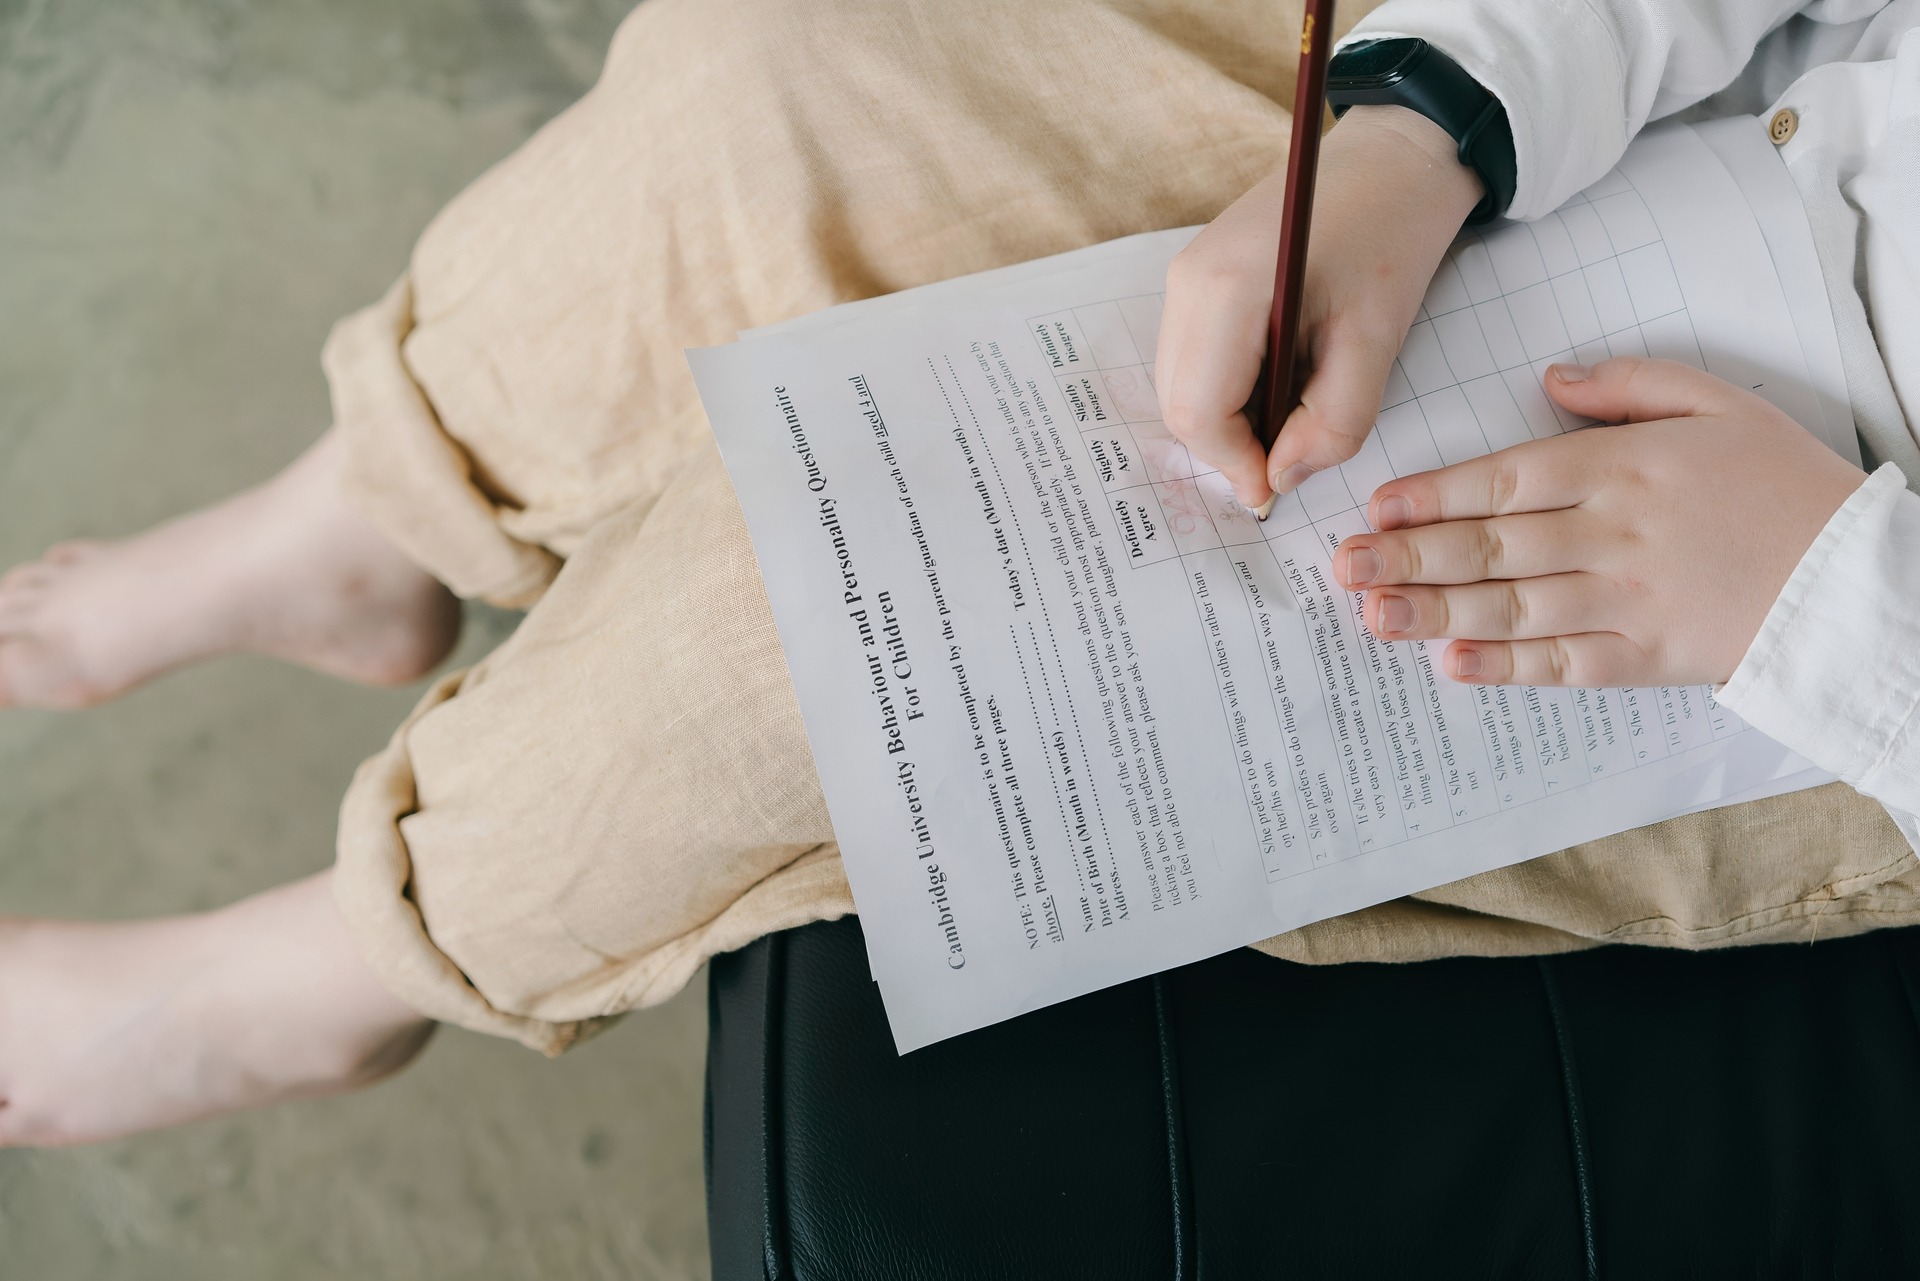 Cambridge University Behaviour and Personality Questionnaire
For Children
NOTE: This questionnaire is to be completed by the parent/guardian of each child aged 4 and
above. Please complete all three pages.
Name ..................
Date of Birth (Month in words) .................. Today's date (Month in words)..................
Address..................
Please answer each of the following questions about your child or the person who is under your care by
ticking a box that reflects your answer to the question most appropriately. If there is any question that
you feel not able to comment, please ask your son, daughter, partner or the person to answer
Definitely Agree
Slightly Agree
Slightly Disagree
Definitely Disagree
1 S/he prefers to do things with others rather than
on her/his own
2 S/he prefers to do things the same way over and
over again
3 If s/he tries to imagine something, s/he finds it
very easy to create a picture in her/his mind
4 S/he frequently gets so strongly
thing that s/he loses sight
5 S/he often notices small
not
6 S/he usually
strings of
7 S/he has
behaviour
8 When s/he
what the
9 S/he is
10 In a
11